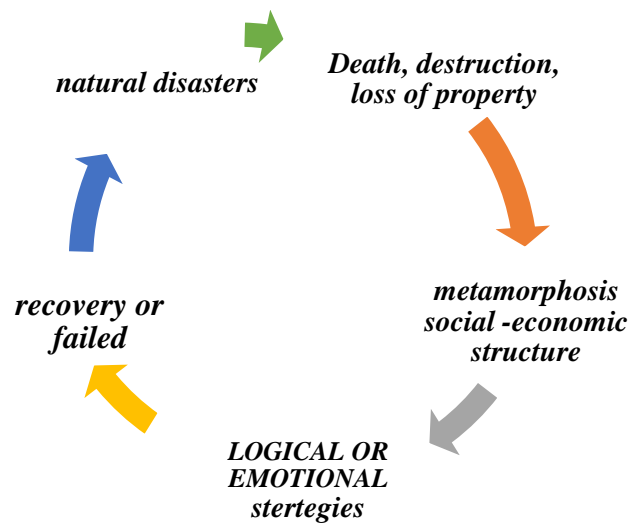 natural disasters
Death, destruction,
loss of property
metamorphosis
social -economic
structure
LOGICAL OR
EMOTIONAL
stertegies
recovery or
failed